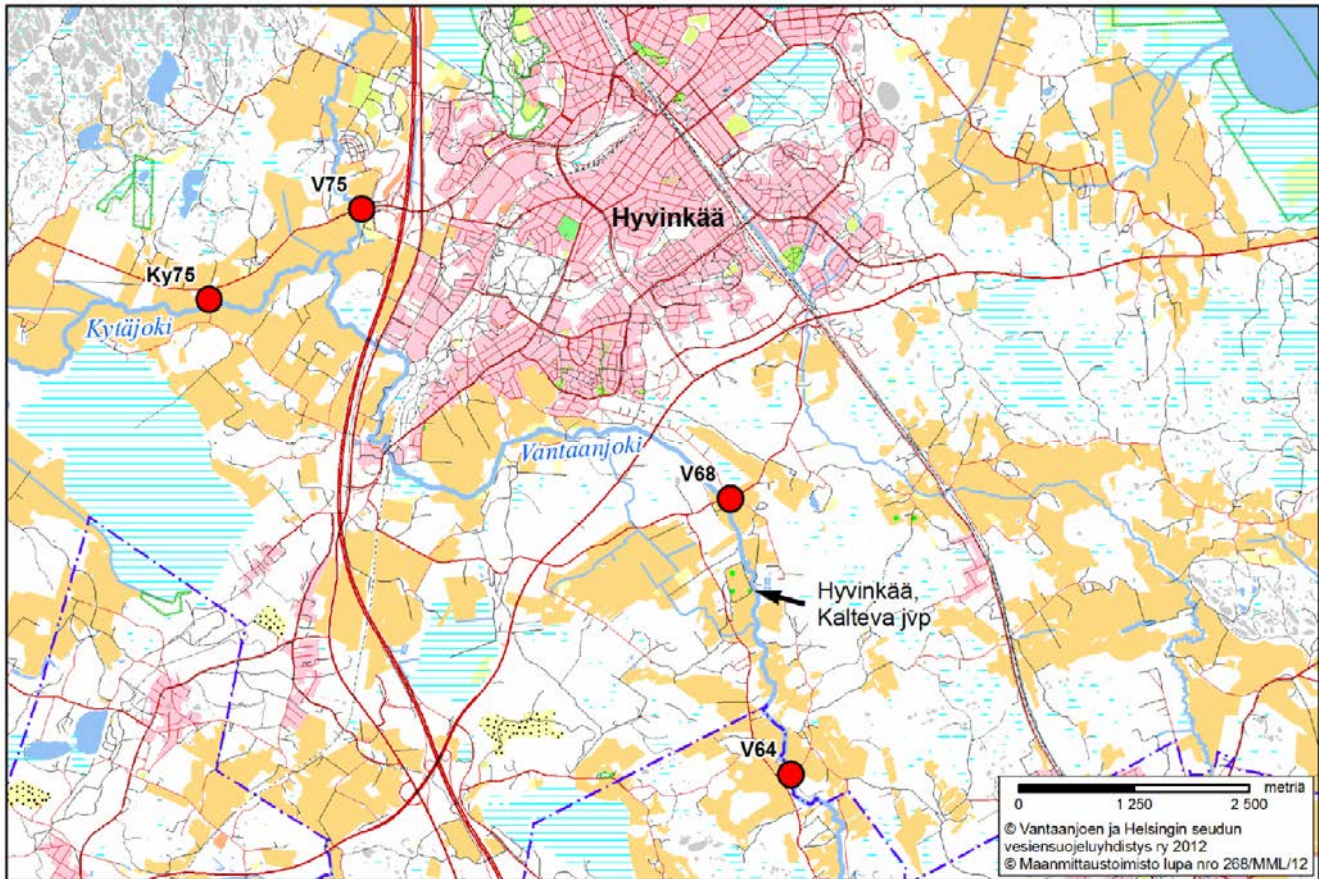 V75
Hyvinkää
Ky75
Kytäjoki
Vantaanjoki
V68
Hyvinkää,
Kalteva jvp
V64
metriä
0 1 250 2 500
© Vantaanjoen ja Helsingin seudun
vesiensuojeluyhdistys ry 2012
© Maanmittaustoimisto lupa nro 268/MML/12